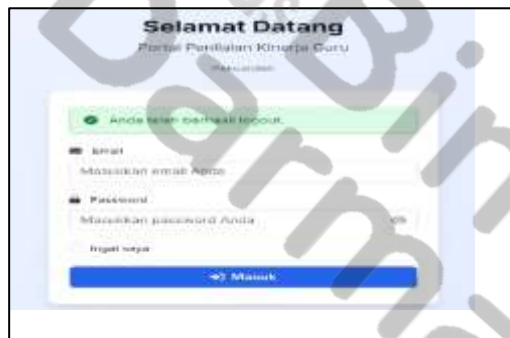 Selamat Datang
Portal Penilaian Kinerja Guru
Anda telah berhasil logout.
Email
Masukkan email Anda
Password
Masukkan password Anda
Ingat saya
Masuk